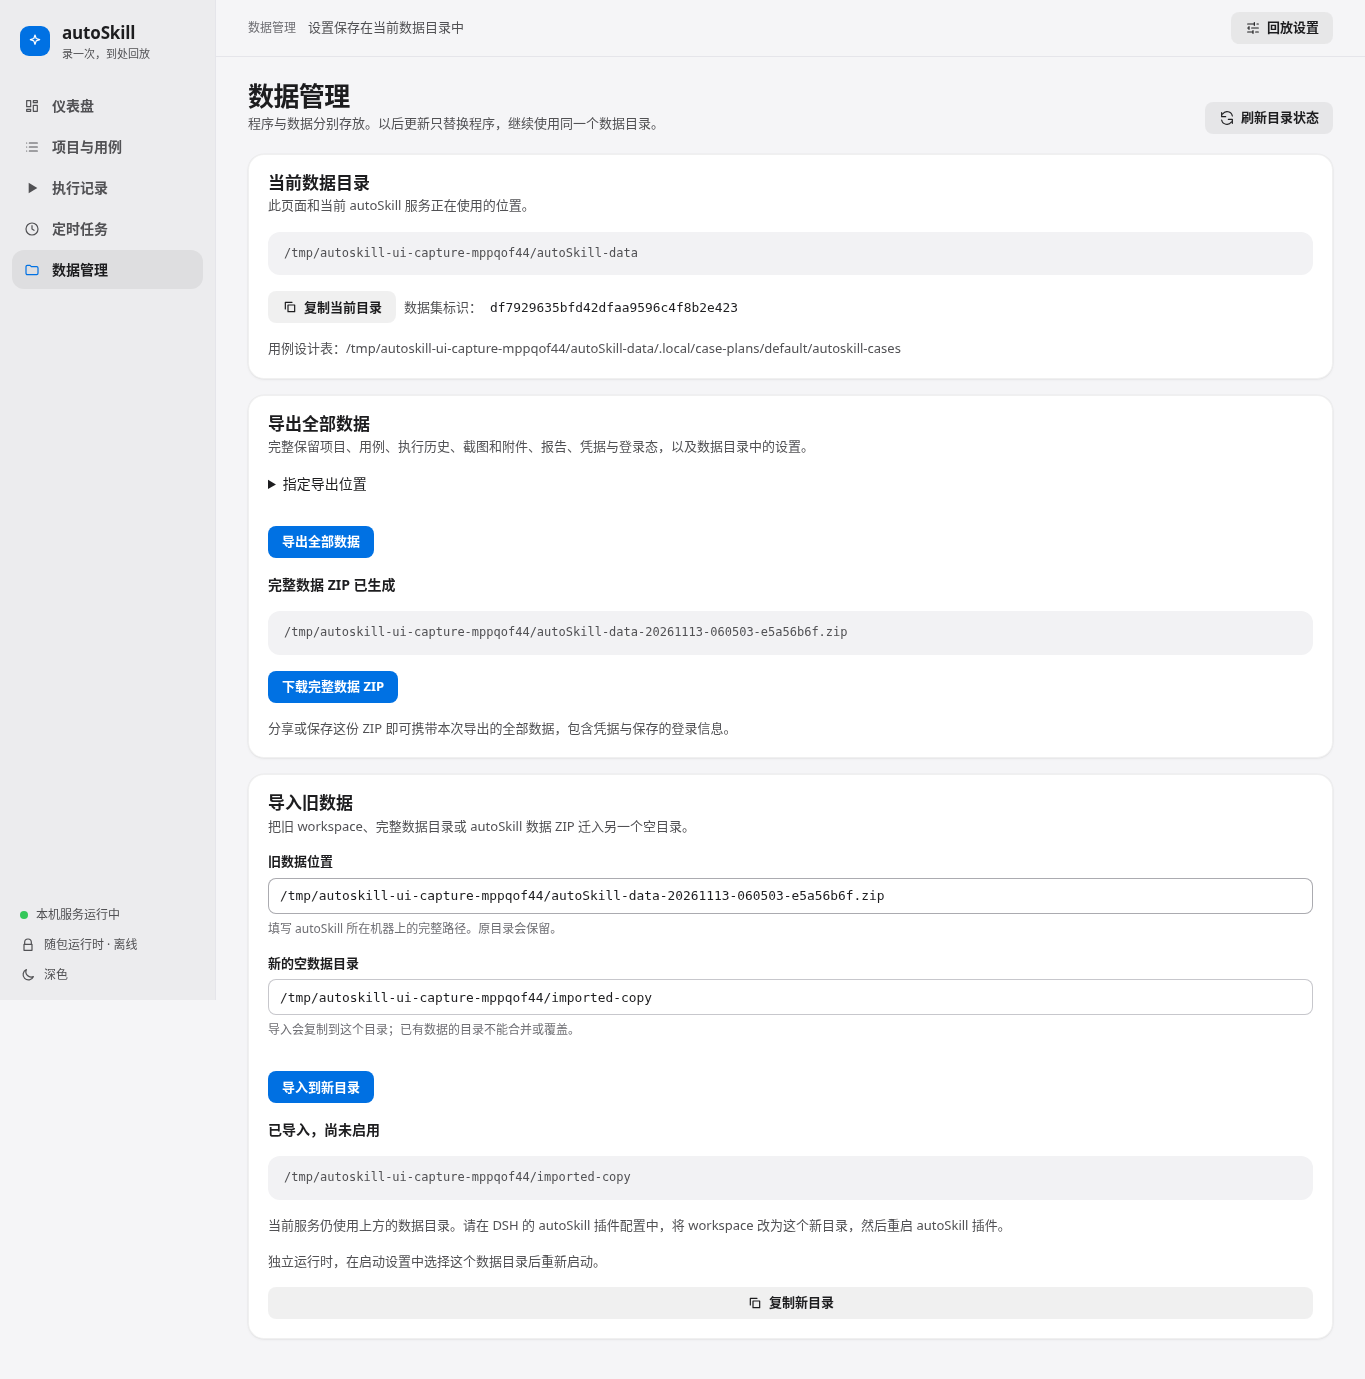 autoSkill
录一次，到处回放
仪表盘
项目与用例
执行记录
定时任务
数据管理
本机服务运行中
随包运行时 · 离线
深色
数据管理 设置保存在当前数据目录中
回放设置
数据管理
程序与数据分别存放。以后更新只替换程序，继续使用同一个数据目录。
刷新目录状态
当前数据目录
此页面和当前 autoSkill 服务正在使用的位置。
/tmp/autoskill-ui-capture-mppqof44/autoSkill-data
复制当前目录 数据集标识： df7929635bfd42dfaa9596c4f8b2e423
用例设计表：/tmp/autoskill-ui-capture-mppqof44/autoSkill-data/.local/case-plans/default/autoskill-cases
导出全部数据
完整保留项目、用例、执行历史、截图和附件、报告、凭据与登录态，以及数据目录中的设置。
指定导出位置
导出全部数据
完整数据 ZIP 已生成
/tmp/autoskill-ui-capture-mppqof44/autoSkill-data-20261113-060503-e5a56b6f.zip
下载完整数据 ZIP
分享或保存这份 ZIP 即可携带本次导出的全部数据，包含凭据与保存的登录信息。
导入旧数据
把旧 workspace、完整数据目录或 autoSkill 数据 ZIP 迁入另一个空目录。
旧数据位置
/tmp/autoskill-ui-capture-mppqof44/autoSkill-data-20261113-060503-e5a56b6f.zip
填写 autoSkill 所在机器上的完整路径。原目录会保留。
新的空数据目录
/tmp/autoskill-ui-capture-mppqof44/imported-copy
导入会复制到这个目录；已有数据的目录不能合并或覆盖。
导入到新目录
已导入，尚未启用
/tmp/autoskill-ui-capture-mppqof44/imported-copy
当前服务仍使用上方的数据目录。请在 DSH 的 autoSkill 插件配置中，将 workspace 改为这个新目录，然后重启 autoSkill 插件。
独立运行时，在启动设置中选择这个数据目录后重新启动。
复制新目录